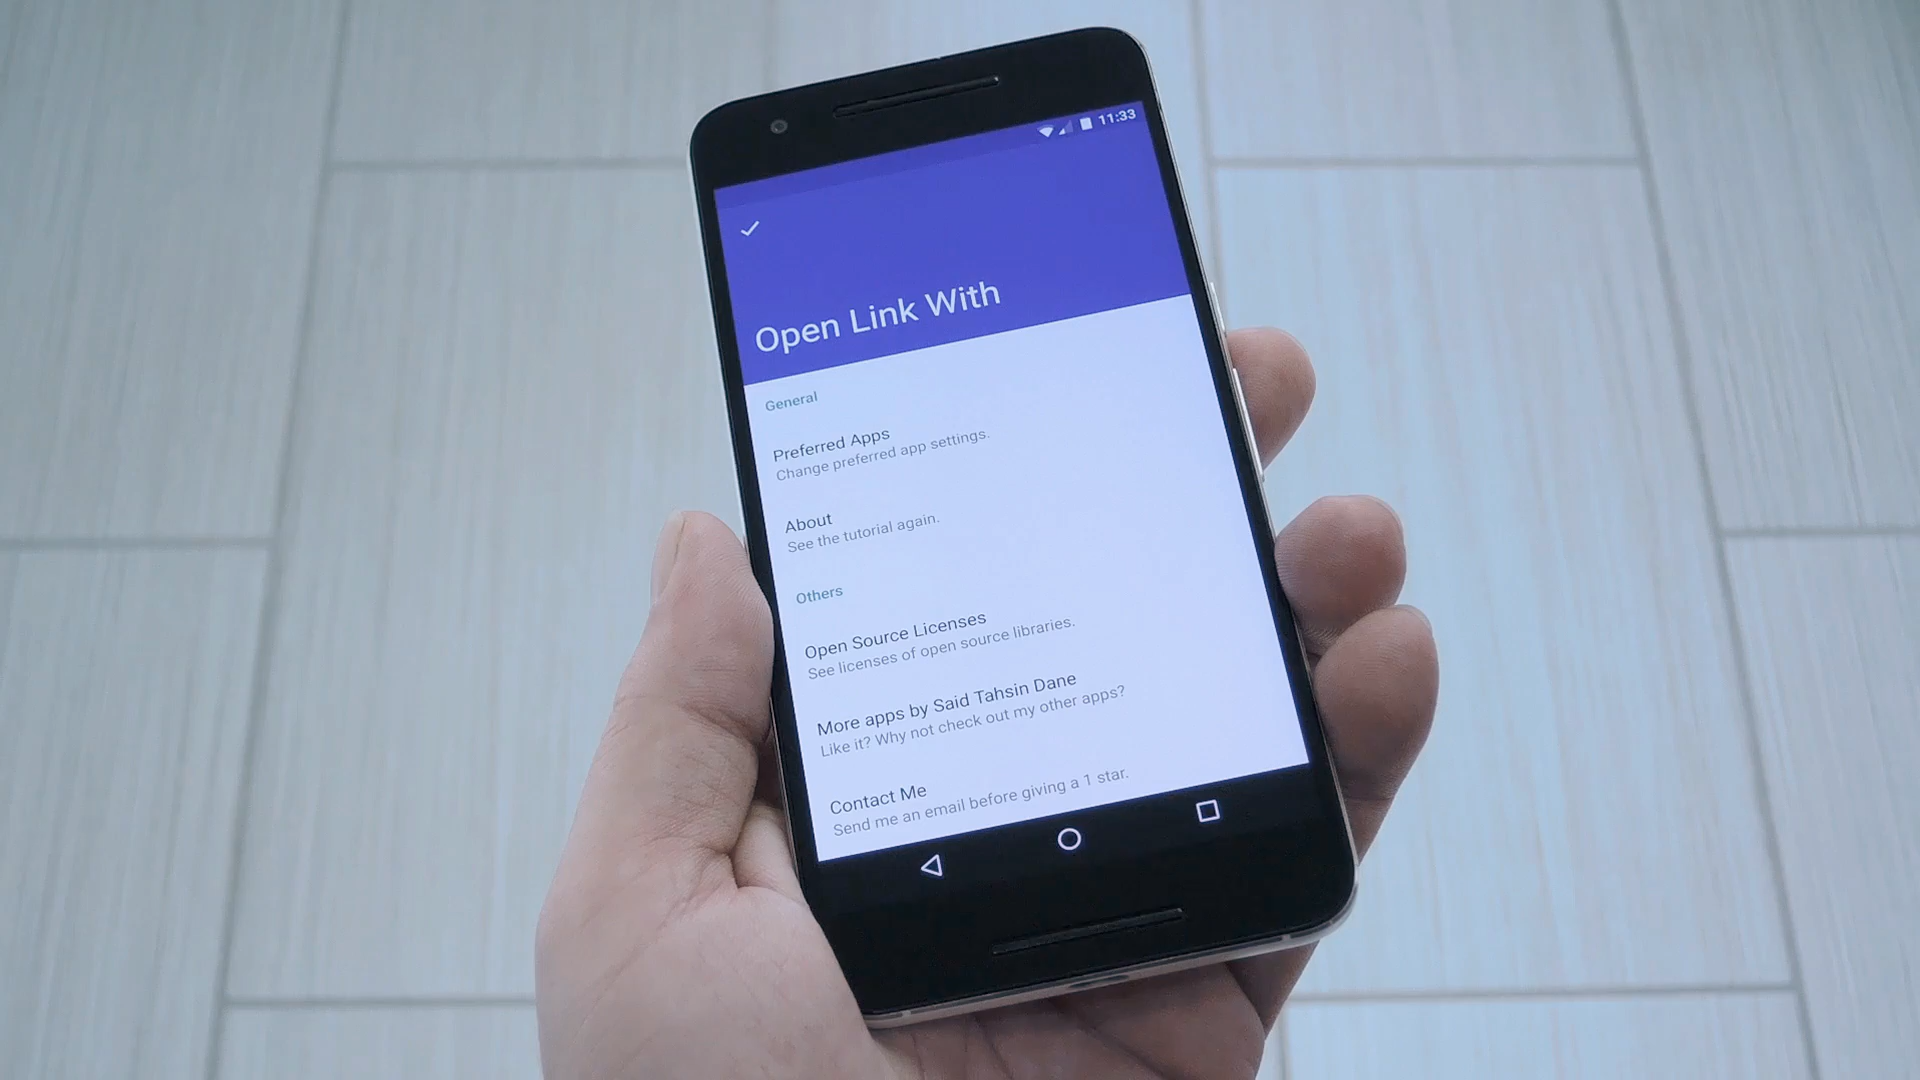 11:33
Open Link With
General
Preferred Apps
Change preferred app settings.
About
See the tutorial again.
Others
Open Source Licenses
See licenses of open source libraries.
More apps by Said Tahsin Dane
Like it? Why not check out my other apps?
Contact Me
Send me an email before giving a 1 star.